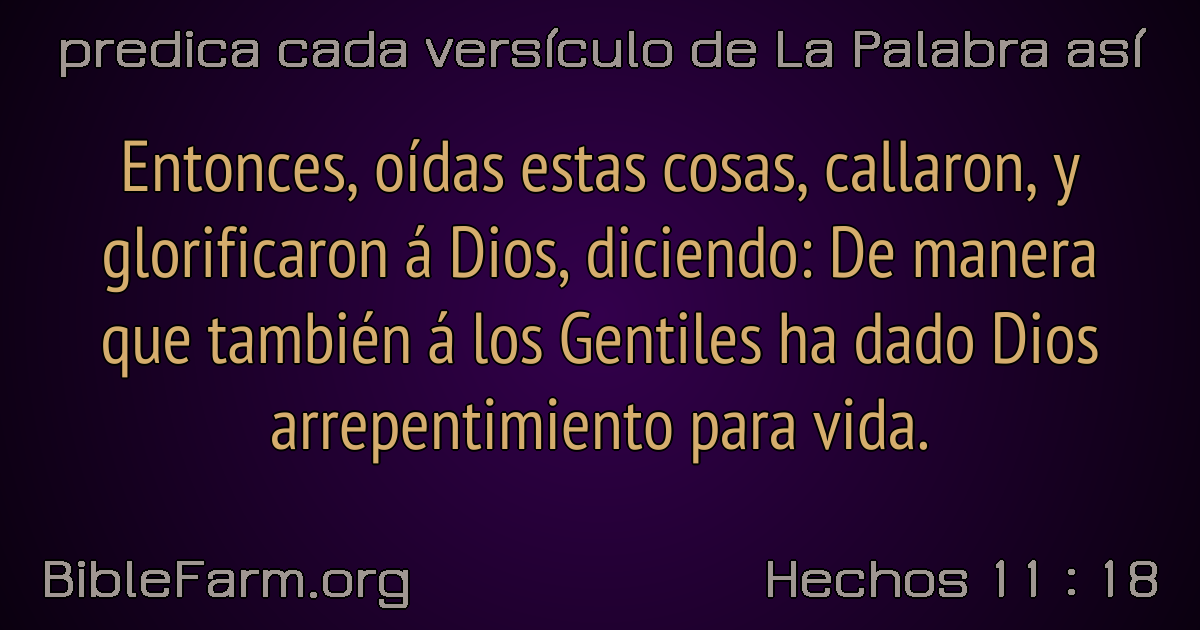 predica cada versículo de La Palabra así
Entonces, oídas estas cosas, callaron, y
glorificaron á Dios, diciendo: De manera
que también á los Gentiles ha dado Dios
arrepentimiento para vida.
BibleFarm.org
Hechos 11 : 18